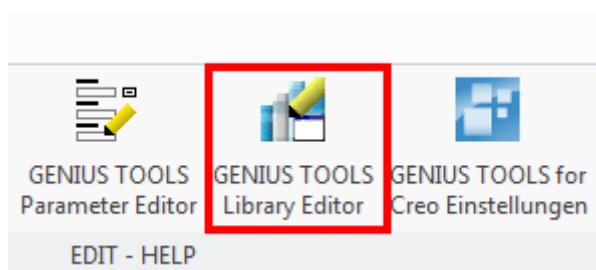 GENIUS TOOLS
Parameter Editor
GENIUS TOOLS
Library Editor
GENIUS TOOLS for
Creo Einstellungen
EDIT - HELP